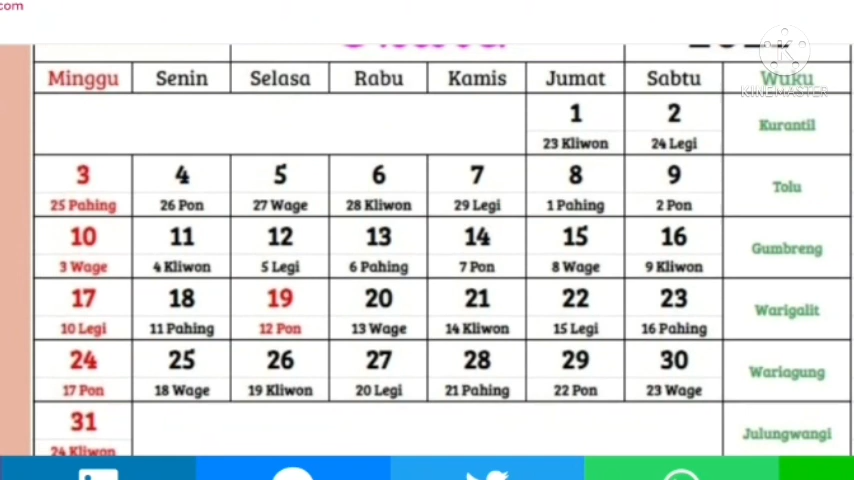 com
Minggu Senin Selasa Rabu Kamis Jumat Sabtu Wuku
KINEMASTER
1 2
23 Kliwon 24 Legi Kurantil
3 4 5 6 7 8 9
25 Pahing 26 Pon 27 Wage 28 Kliwon 29 Legi 1 Pahing 2 Pon Tolu
10 11 12 13 14 15 16
3 Wage 4 Kliwon 5 Legi 6 Pahing 7 Pon 8 Wage 9 Kliwon Gumbreng
17 18 19 20 21 22 23
10 Legi 11 Pahing 12 Pon 13 Wage 14 Kliwon 15 Legi 16 Pahing Warigalit
24 25 26 27 28 29 30
17 Pon 18 Wage 19 Kliwon 20 Legi 21 Pahing 22 Pon 23 Wage Wariagung
31
24 Kliwon Julungwangi